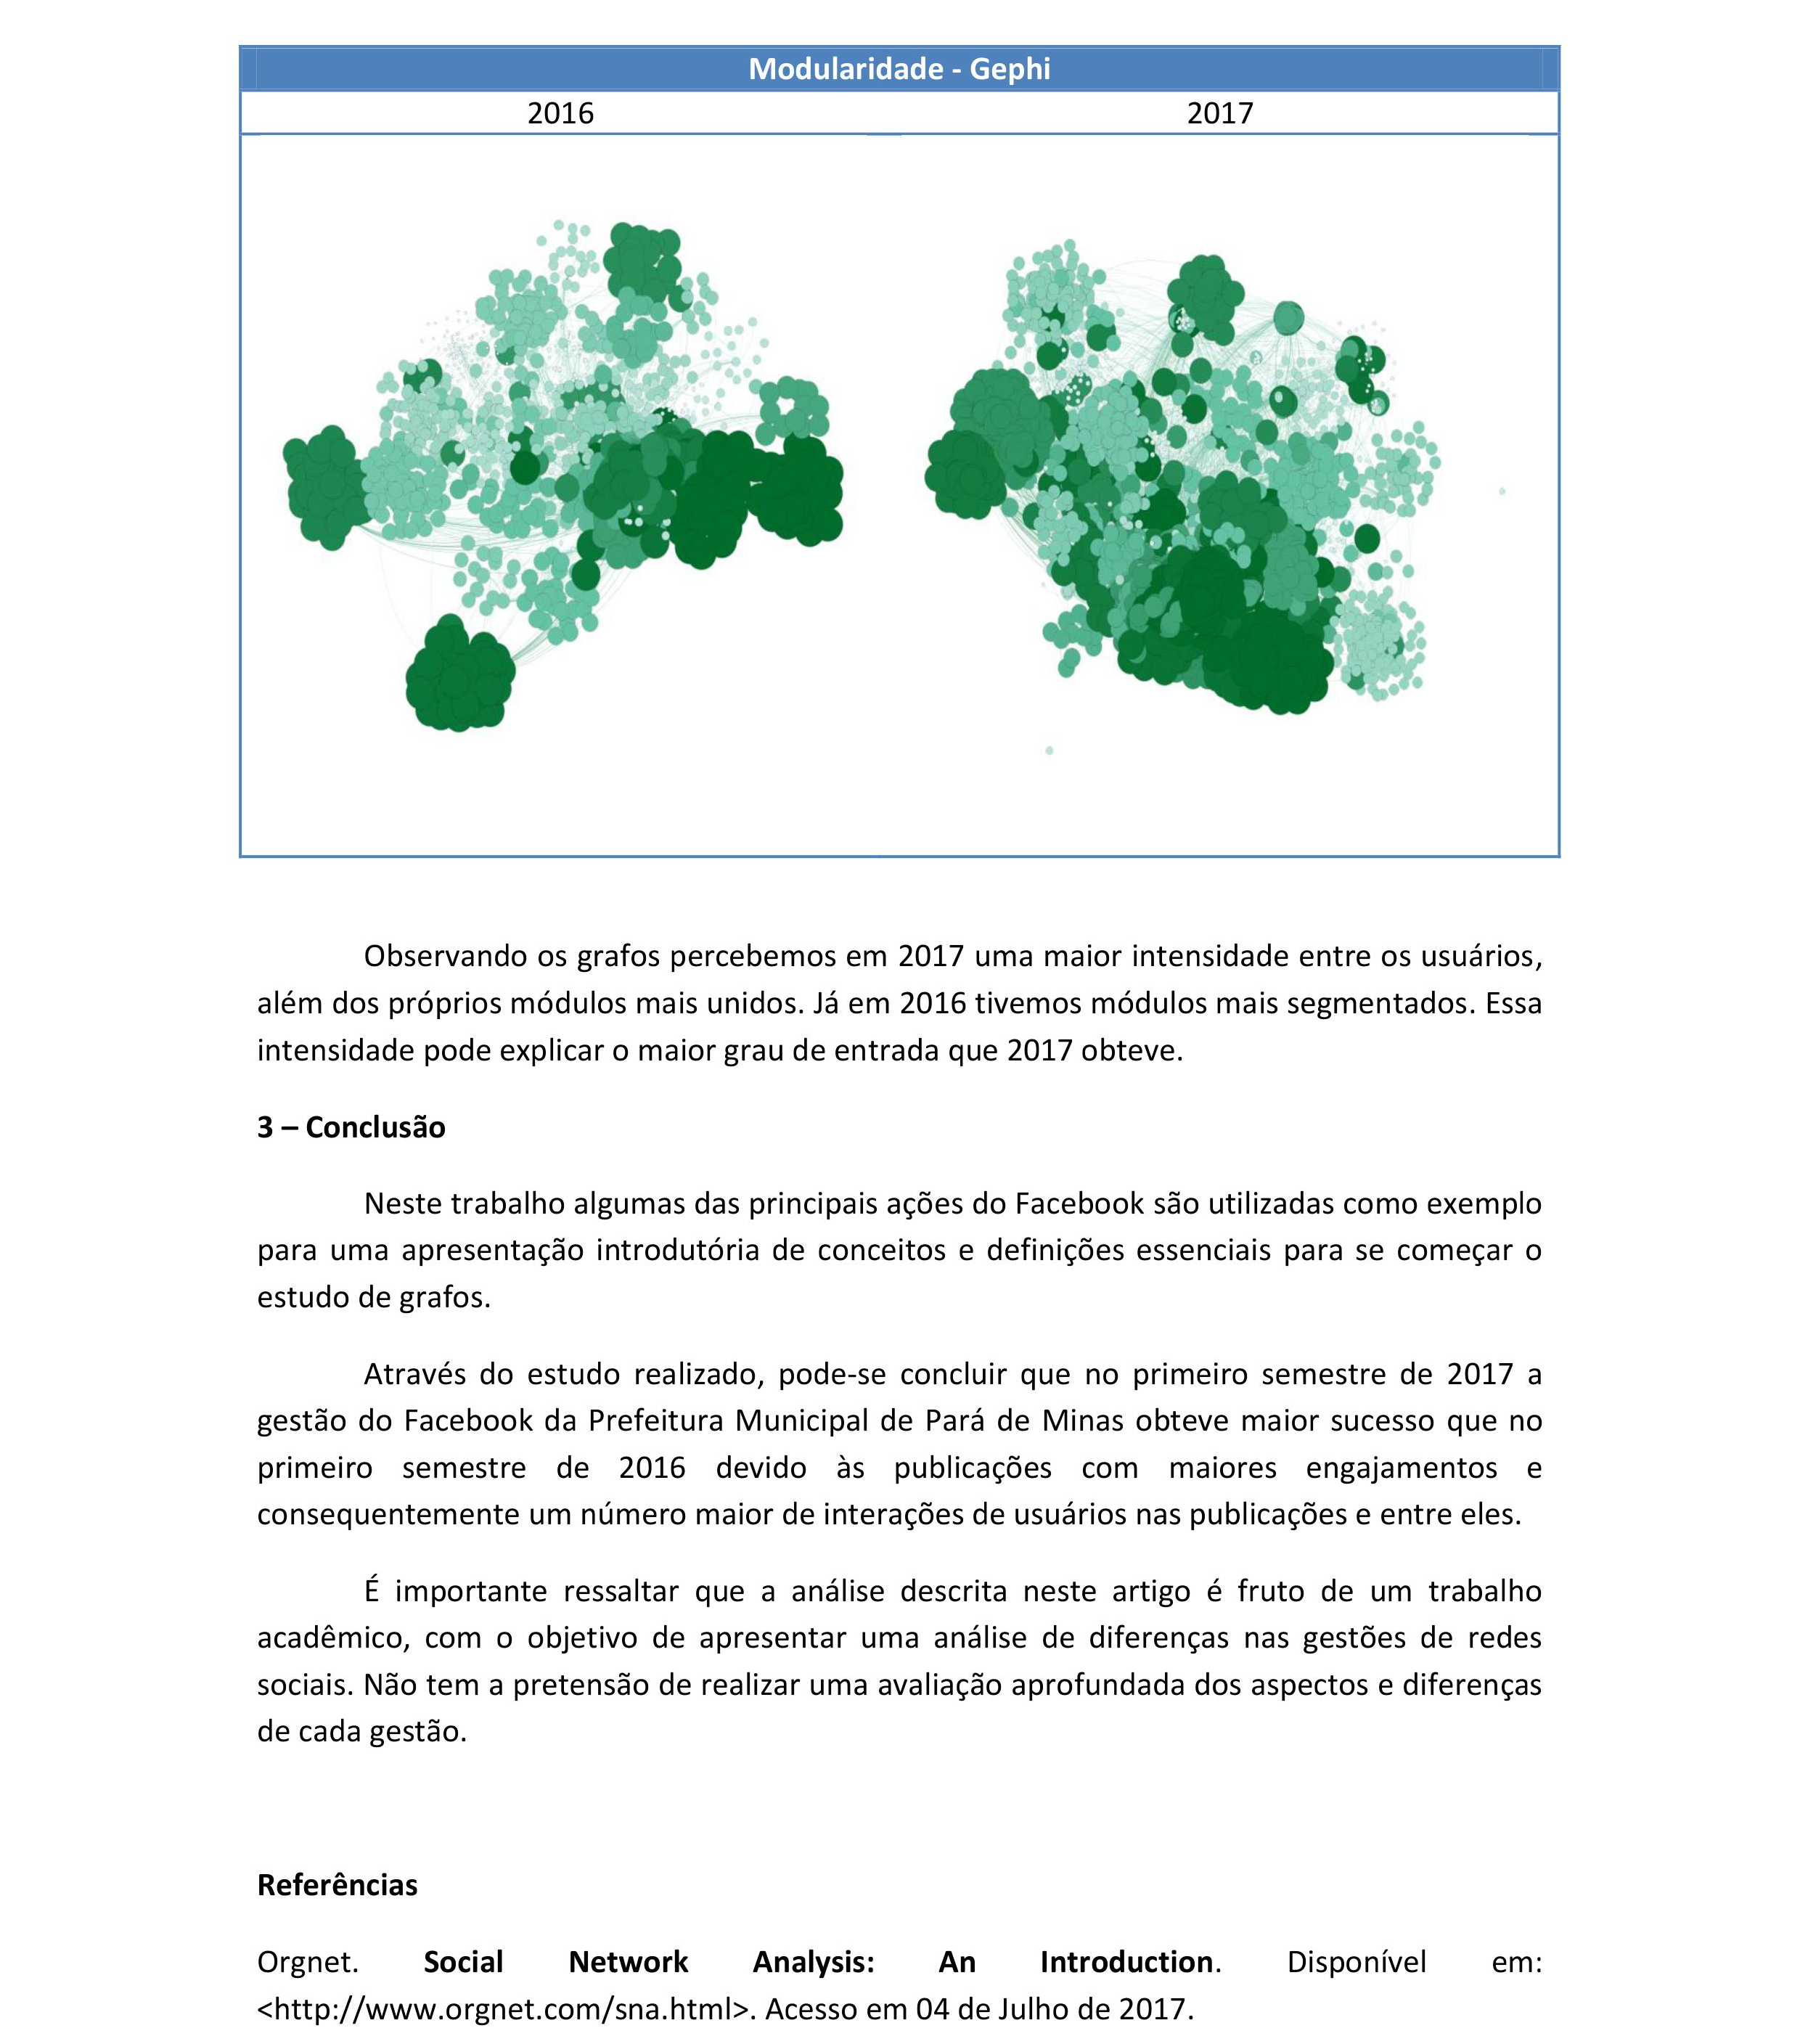 Modularidade - Gephi
2016
2017
Observando os grafos percebemos em 2017 uma maior intensidade entre os usuários,
além dos próprios módulos mais unidos. Já em 2016 tivemos módulos mais segmentados. Essa
intensidade pode explicar o maior grau de entrada que 2017 obteve.
3 – Conclusão
Neste trabalho algumas das principais ações do Facebook são utilizadas como exemplo
para uma apresentação introdutória de conceitos e definições essenciais para se começar o
estudo de grafos.
Através do estudo realizado, pode-se concluir que no primeiro semestre de 2017 a
gestão do Facebook da Prefeitura Municipal de Pará de Minas obteve maior sucesso que no
primeiro semestre de 2016 devido às publicações com maiores engajamentos e
consequentemente um número maior de interações de usuários nas publicações e entre eles.
É importante ressaltar que a análise descrita neste artigo é fruto de um trabalho
acadêmico, com o objetivo de apresentar uma análise de diferenças nas gestões de redes
sociais. Não tem a pretensão de realizar uma avaliação aprofundada dos aspectos e diferenças
de cada gestão.
Referências
Orgnet. Social Network Analysis: An Introduction. Disponível em:
<http://www.orgnet.com/sna.html>. Acesso em 04 de Julho de 2017.